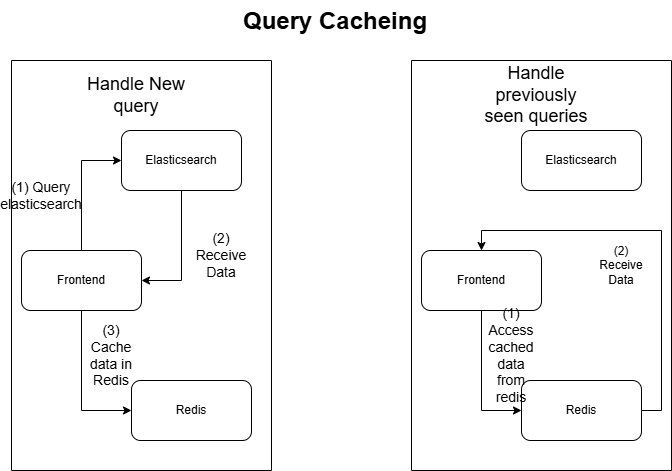 Query Cacheing
Handle New
query
Elasticsearch
(1) Query
elasticsearch
(2)
Receive
Data
Frontend
(3)
Cache
data in
Redis
Redis
Handle
previously
seen queries
Elasticsearch
(2)
Receive
Data
Frontend
(1)
Access
cached
data
from
redis
Redis